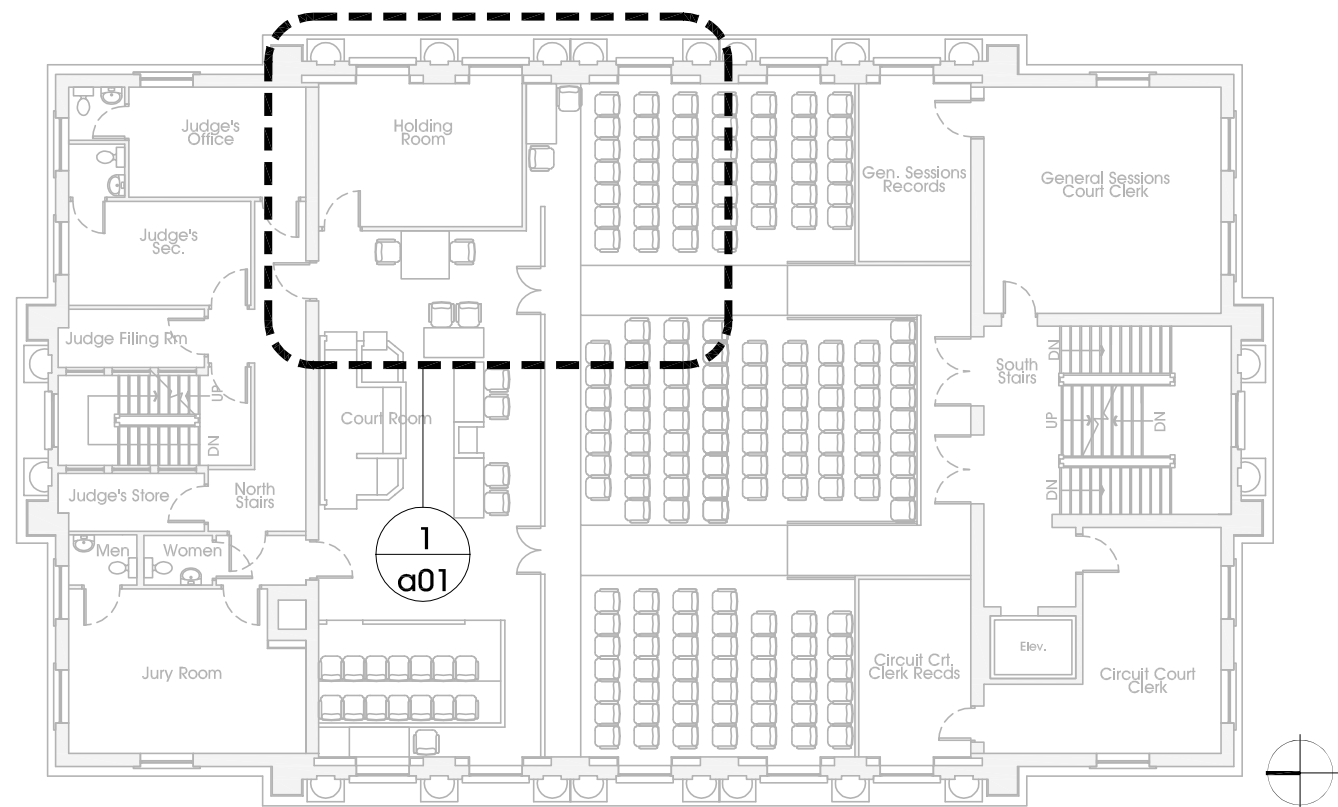 Judge's
Office
Holding
Room
Gen. Sessions
Records
General Sessions
Court Clerk
Judge's
Sec.
Judge Filing Rm
UP
DN
Court Room
South
Stairs
DN
UP
DN
DN
Judge's Store
North
Stairs
Men
Women
1
a01
Jury Room
Circuit Crt.
Clerk Recds
Elev.
Circuit Court
Clerk